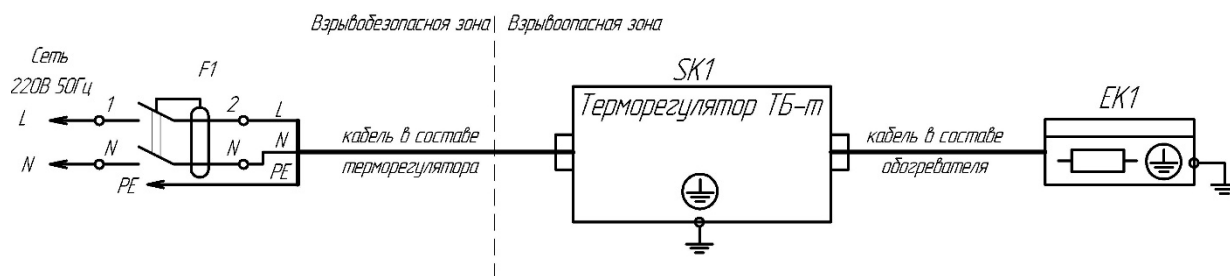 Взрывобезопасная зона
Взрывоопасная зона
Сеть
220В 50Гц
F1
SK1
EK1
Терморегулятор ТБ-т
L
1
2
L
кабель в составе
терморегулятора
кабель в составе
обогревателя
N
N
N
N
PE
PE